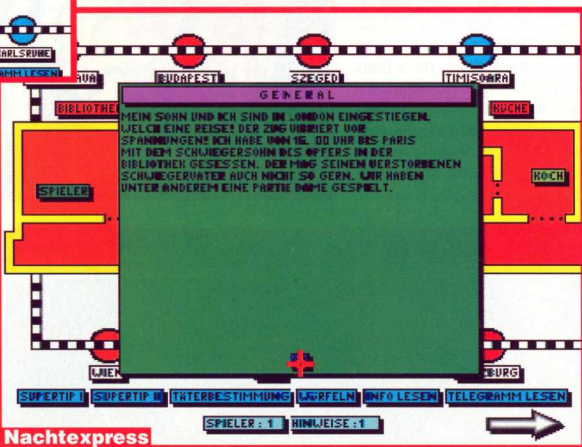 KARLSRUHE
AMM LESEN
AVA
BUDAPEST
SZEGED
TIMISOARA
BIBLIOTHE
KÜCHE
GENERAL
MEIN SOHN UND ICH SIND IN LONDON EINGESTIEGEN.
WELCH EINE REISE! DER ZUG VIBRIERT VOR
SPANNUNGEN! ICH HABE VON 16. 00 UHR BIS PARIS
MIT DEM SCHWIEGERSOHN DES OPFERS IN DER
BIBLIOTHEK GESESSEN. DER MAG SEINEN VERSTORBENEN
SCHWIEGERVATER AUCH NICHT SO GERN. WIR HABEN
UNTER ANDEREM EINE PARTIE DAME GESPIELT.
SPIELER
KOCH
WIEN
ZBURG
SUPERTIP I
SUPERTIP II
TÄTERBESTIMMUNG
WÜRFELN
INFO LESEN
TELEGRAMM LESEN
SPIELER : 1
HINWEISE :1
Nachtexpress